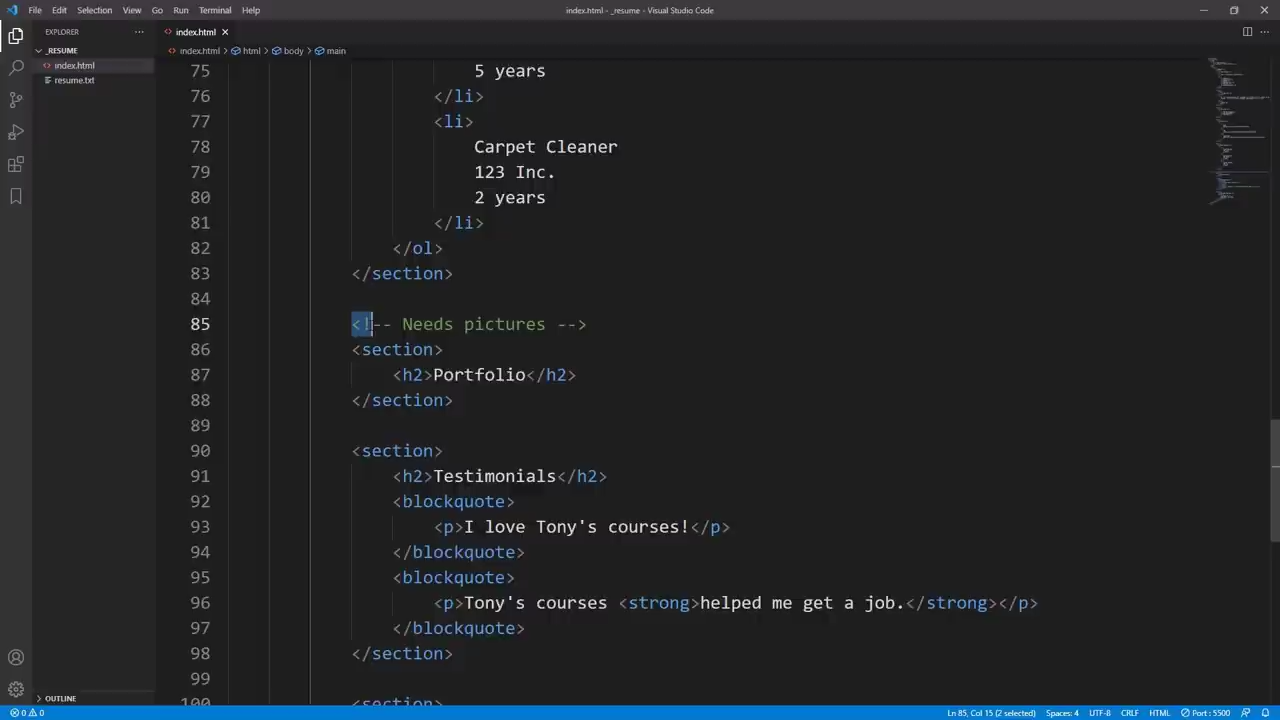 File Edit Selection View Go Run Terminal Help
index.html - _resume - Visual Studio Code
EXPLORER
index.html
_RESUME
index.html > html > body > main
index.html
resume.txt
75 5 years
76 </li>
77 <li>
78 Carpet Cleaner
79 123 Inc.
80 2 years
81 </li>
82 </ol>
83 </section>
84
85 <!-- Needs pictures -->
86 <section>
87 <h2>Portfolio</h2>
88 </section>
89
90 <section>
91 <h2>Testimonials</h2>
92 <blockquote>
93 <p>I love Tony's courses!</p>
94 </blockquote>
95 <blockquote>
96 <p>Tony's courses <strong>helped me get a job.</strong></p>
97 </blockquote>
98 </section>
99
100 <section>
OUTLINE
0 0
Ln 85, Col 15 (2 selected) Spaces: 4 UTF-8 CRLF HTML Port : 5500